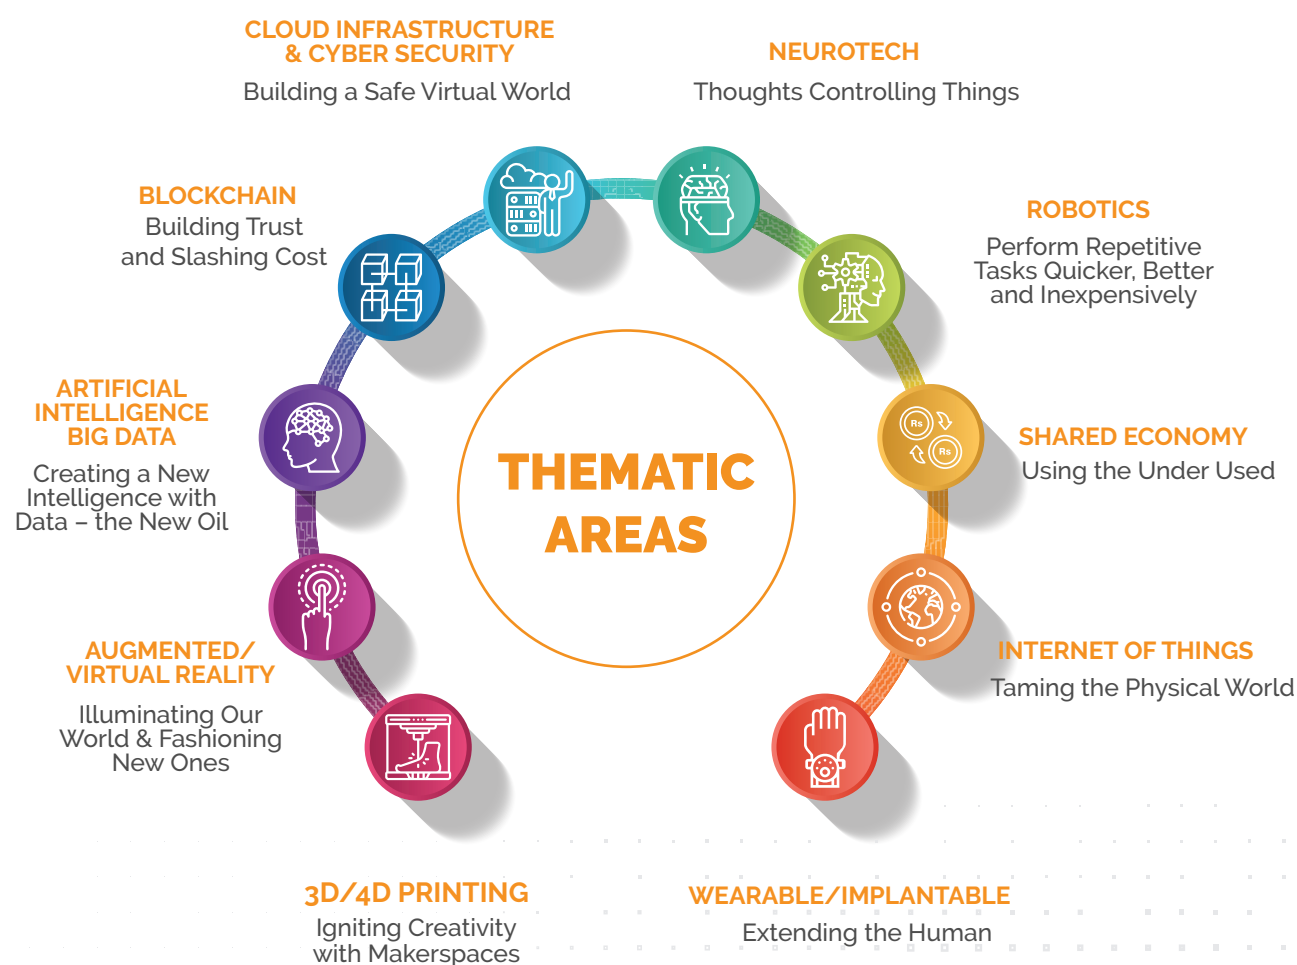 CLOUD INFRASTRUCTURE
& CYBER SECURITY
Building a Safe Virtual World
NEUROTECH
Thoughts Controlling Things
BLOCKCHAIN
Building Trust
and Slashing Cost
ROBOTICS
Perform Repetitive
Tasks Quicker, Better
and Inexpensively
ARTIFICIAL
INTELLIGENCE
BIG DATA
Creating a New
Intelligence with
Data – the New Oil
THEMATIC
AREAS
Rs
Rs
SHARED ECONOMY
Using the Under Used
AUGMENTED/
VIRTUAL REALITY
Illuminating Our
World & Fashioning
New Ones
INTERNET OF THINGS
Taming the Physical World
3D/4D PRINTING
Igniting Creativity
with Makerspaces
WEARABLE/IMPLANTABLE
Extending the Human